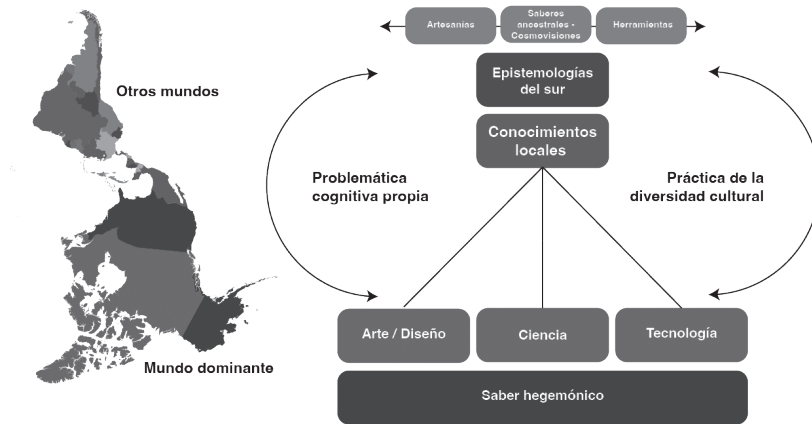 Artesanías
Saberes
ancestrales -
Cosmovisiones
Herramientas
Epistemologías
del sur
Conocimientos
locales
Otros mundos
Problemática
cognitiva propia
Práctica de la
diversidad cultural
Arte / Diseño
Ciencia
Tecnología
Mundo dominante
Saber hegemónico